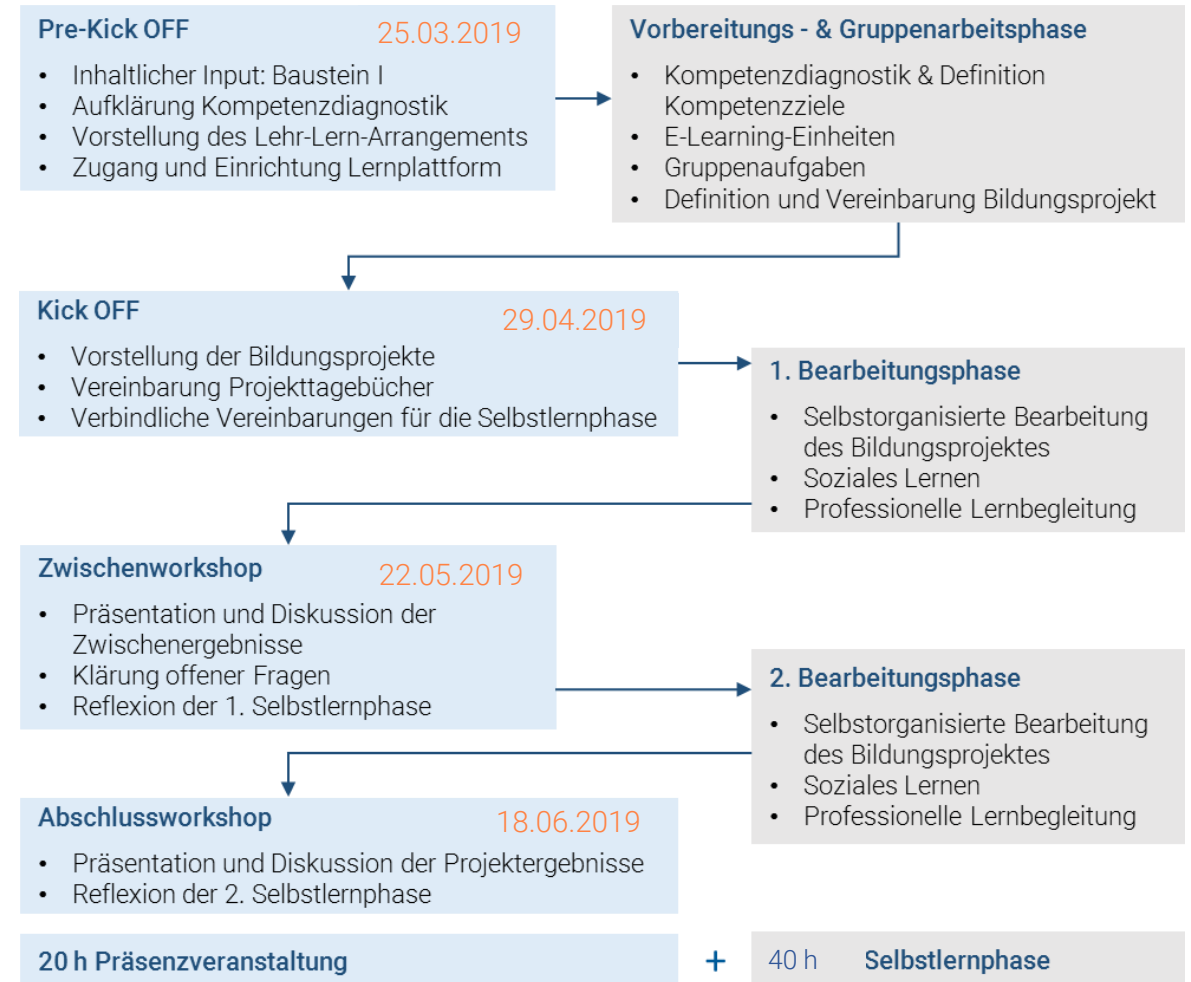 Pre-Kick OFF 25.03.2019
• Inhaltlicher Input: Baustein I
• Aufklärung Kompetenzdiagnostik
• Vorstellung des Lehr-Lern-Arrangements
• Zugang und Einrichtung Lernplattform
Vorbereitungs - & Gruppenarbeitsphase
• Kompetenzdiagnostik & Definition
Kompetenzziele
• E-Learning-Einheiten
• Gruppenaufgaben
• Definition und Vereinbarung Bildungsprojekt
Kick OFF 29.04.2019
• Vorstellung der Bildungsprojekte
• Vereinbarung Projekttagebücher
• Verbindliche Vereinbarungen für die Selbstlernphase
1. Bearbeitungsphase
• Selbstorganisierte Bearbeitung
des Bildungsprojektes
• Soziales Lernen
• Professionelle Lernbegleitung
Zwischenworkshop 22.05.2019
• Präsentation und Diskussion der
Zwischenergebnisse
• Klärung offener Fragen
• Reflexion der 1. Selbstlernphase
2. Bearbeitungsphase
• Selbstorganisierte Bearbeitung
des Bildungsprojektes
• Soziales Lernen
• Professionelle Lernbegleitung
Abschlussworkshop 18.06.2019
• Präsentation und Diskussion der Projektergebnisse
• Reflexion der 2. Selbstlernphase
20 h Präsenzveranstaltung + 40 h Selbstlernphase